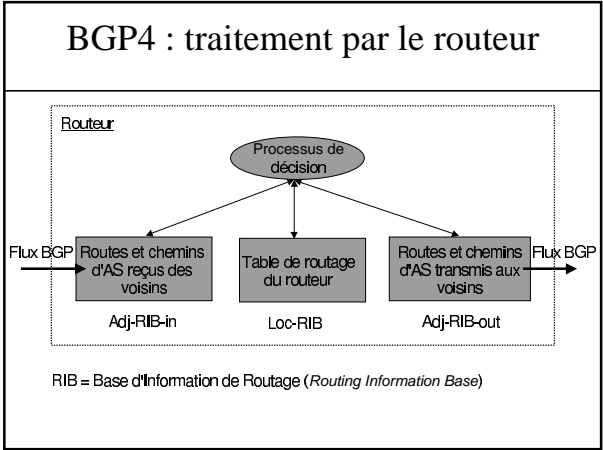 BGP4 : traitement par le routeur
Routeur
Processus de
décision
Flux BGP
Routes et chemins
d'AS reçus des
voisins
Table de routage
du routeur
Routes et chemins
d'AS transmis aux
voisins
Flux BGP
Adj-RIB-in
Loc-RIB
Adj-RIB-out
RIB = Base d'Information de Routage (Routing Information Base)